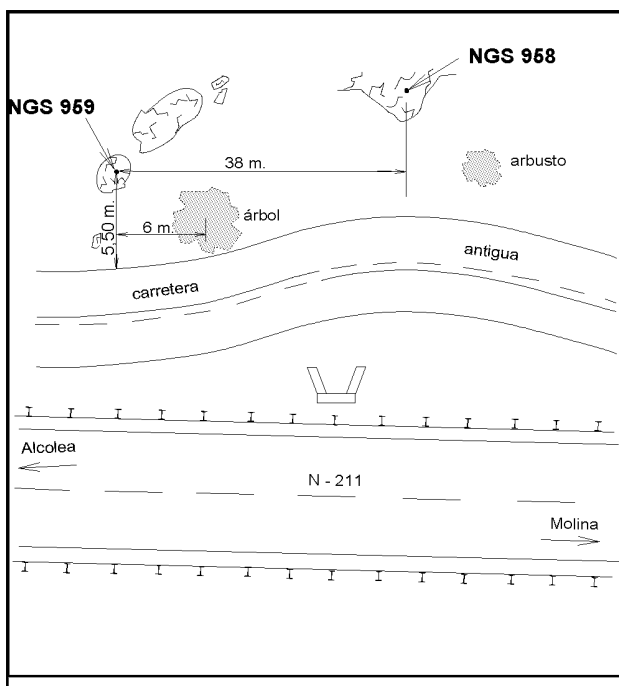 NGS 958
NGS 959
38 m.
arbusto
5,50 m.
6 m.
árbol
antigua
carretera
Alcolea
N - 211
Molina